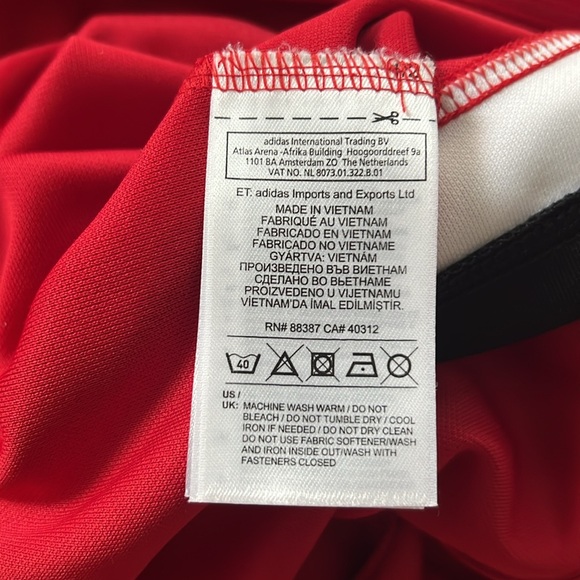 adidas International Trading BV
Atlas Arena -Afrika Building Hoogoorddreef 9a
1101 BA Amsterdam ZO The Netherlands
VAT NO. NL 8073.01.322.B.01
ET: adidas Imports and Exports Ltd
MADE IN VIETNAM
FABRIQUÉ AU VIETNAM
FABRICADO EN VIETNAM
FABRICADO NO VIETNAME
GYÁRTVA: VIETNÁM
ПРОИЗВЕДЕНО ВЪВ ВИЕТНАМ
СДЕЛАНО ВО ВЬЕТНАМЕ
PROIZVEDENO U VIJETNAMU
VİETNAM'DA İMAL EDİLMİŞTİR.
RN# 88387 CA# 40312
40
US /
UK: MACHINE WASH WARM / DO NOT
BLEACH / DO NOT TUMBLE DRY / COOL
IRON IF NEEDED / DO NOT DRY CLEAN
DO NOT USE FABRIC SOFTENER/WASH
AND IRON INSIDE OUT/WASH WITH
FASTENERS CLOSED